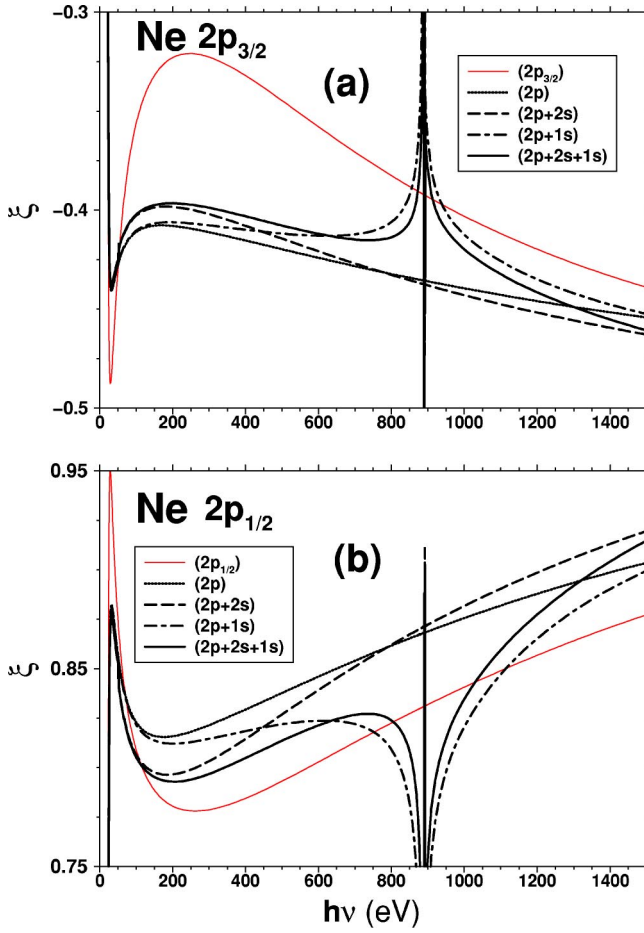 -0.3
Ne 2p3/2
(a)
(2p3/2)
(2p)
(2p+2s)
(2p+1s)
(2p+2s+1s)
ξ
-0.4
-0.5
0 200 400 600 800 1000 1200 1400
0.95
Ne 2p1/2
(b)
(2p1/2)
(2p)
(2p+2s)
(2p+1s)
(2p+2s+1s)
ξ
0.85
0.75
0 200 400 600 800 1000 1200 1400
hν (eV)